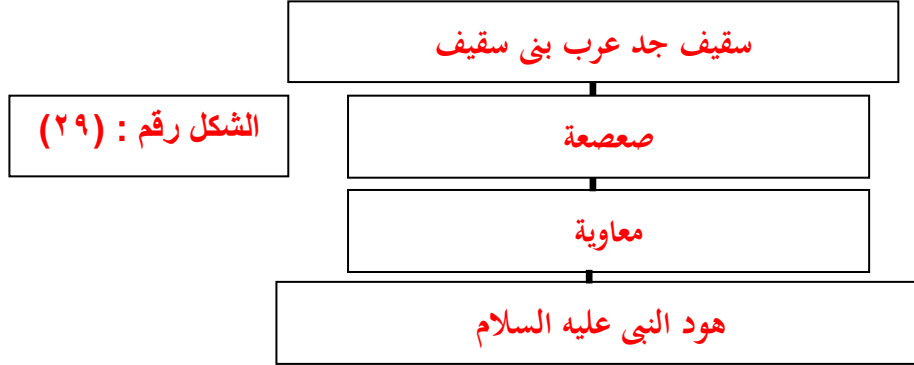 سقيف جد عرب بنى سقيف
الشكل رقم : (٢٩)
صعصعة
معاوية
هود النبى عليه السلام